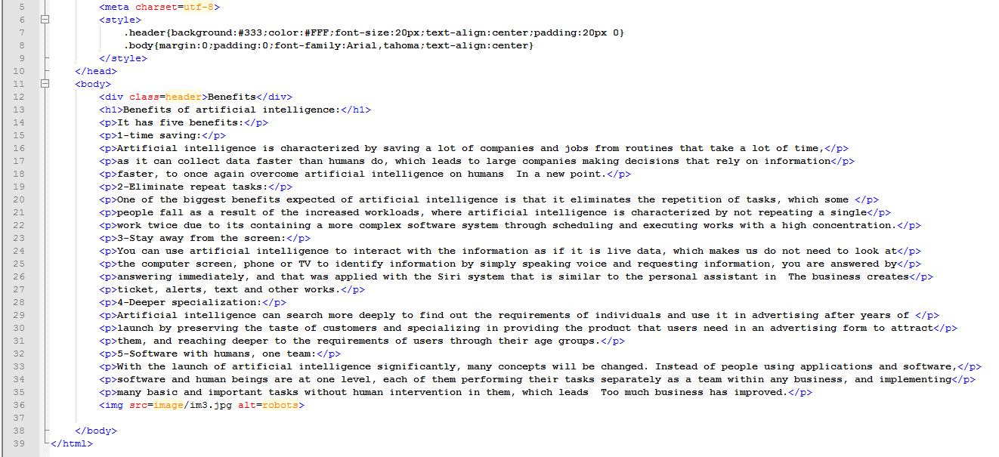 5 <meta charset=utf-8>
6 <style>
7 .header{background:#333;color:#FFF;font-size:20px;text-align:center;padding:20px 0}
8 .body{margin:0;padding:0;font-family:Arial,tahoma;text-align:center}
9 </style>
10 </head>
11 <body>
12 <div class=header>Benefits</div>
13 <h1>Benefits of artificial intelligence:</h1>
14 <p>It has five benefits:</p>
15 <p>1-time saving:</p>
16 <p>Artificial intelligence is characterized by saving a lot of companies and jobs from routines that take a lot of time,</p>
17 <p>as it can collect data faster than humans do, which leads to large companies making decisions that rely on information</p>
18 <p>faster, to once again overcome artificial intelligence on humans  In a new point.</p>
19 <p>2-Eliminate repeat tasks:</p>
20 <p>One of the biggest benefits expected of artificial intelligence is that it eliminates the repetition of tasks, which some </p>
21 <p>people fall as a result of the increased workloads, where artificial intelligence is characterized by not repeating a single</p>
22 <p>work twice due to its containing a more complex software system through scheduling and executing works with a high concentration.</p>
23 <p>3-Stay away from the screen:</p>
24 <p>You can use artificial intelligence to interact with the information as if it is live data, which makes us do not need to look at</p>
25 <p>the computer screen, phone or TV to identify information by simply speaking voice and requesting information, you are answered by</p>
26 <p>answering immediately, and that was applied with the Siri system that is similar to the personal assistant in  The business creates</p>
27 <p>ticket, alerts, text and other works.</p>
28 <p>4-Deeper specialization:</p>
29 <p>Artificial intelligence can search more deeply to find out the requirements of individuals and use it in advertising after years of </p>
30 <p>launch by preserving the taste of customers and specializing in providing the product that users need in an advertising form to attract</p>
31 <p>them, and reaching deeper to the requirements of users through their age groups.</p>
32 <p>5-Software with humans, one team:</p>
33 <p>With the launch of artificial intelligence significantly, many concepts will be changed. Instead of people using applications and software,</p>
34 <p>software and human beings are at one level, each of them performing their tasks separately as a team within any business, and implementing</p>
35 <p>many basic and important tasks without human intervention in them, which leads  Too much business has improved.</p>
36 <img src=image/im3.jpg alt=robots>
37
38 </body>
39 </html>